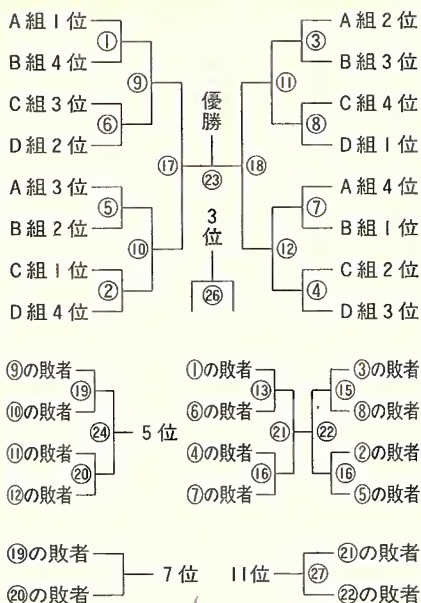 A組1位
①
B組4位
⑨
C組3位
⑥
D組2位
⑰
A組3位
⑤
B組2位
⑩
C組1位
②
D組4位
優勝
㉓
3位
㉖
A組2位
③
B組3位
⑪
C組4位
⑧
D組1位
⑱
A組4位
⑦
B組1位
⑫
C組2位
④
D組3位
⑨の敗者
⑲
⑩の敗者
㉔ 5位
⑪の敗者
⑳
⑫の敗者
①の敗者
⑬
⑥の敗者
㉑
④の敗者
⑯
⑦の敗者
③の敗者
⑮
⑧の敗者
㉒
②の敗者
⑯
⑤の敗者
⑲の敗者
7位
⑳の敗者
㉑の敗者
11位 ㉗
㉒の敗者